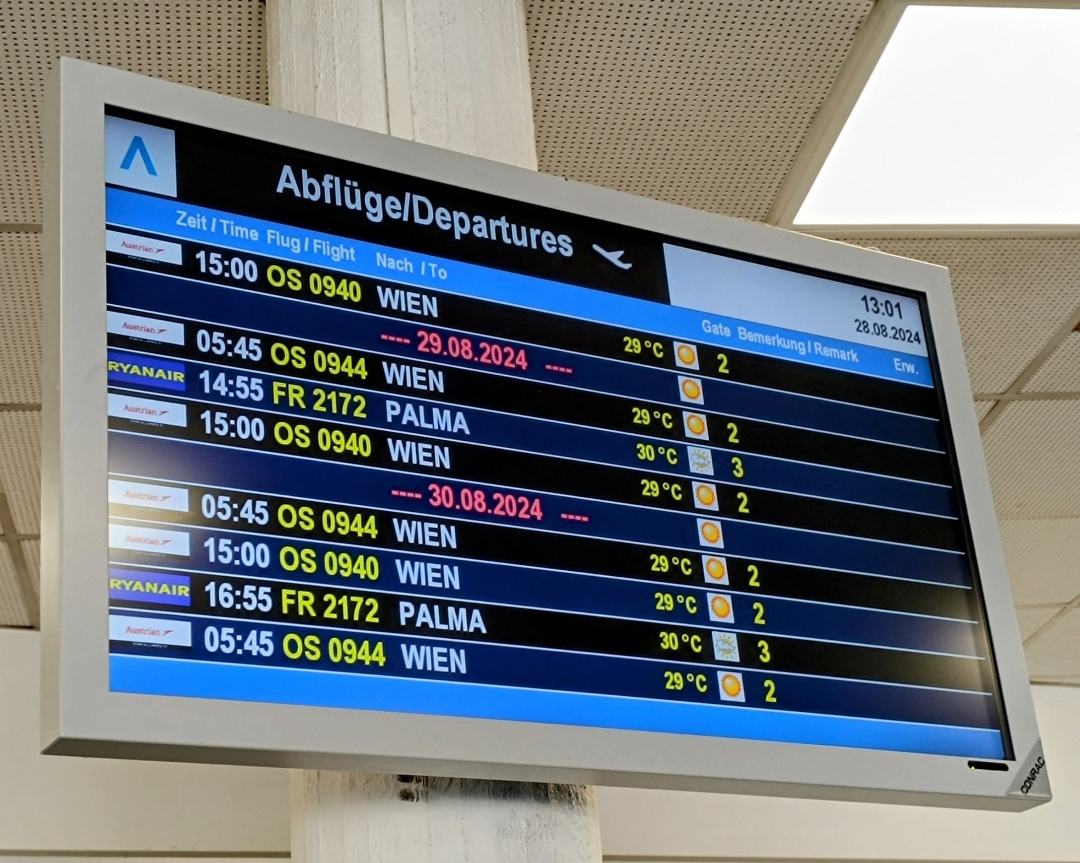 Abflüge/Departures
13:01
28.08.2024
Zeit / Time Flug / Flight Nach / To Gate Bemerkung / Remark Erw.
Austrian 15:00 OS 0940 WIEN 29°C 2
---- 29.08.2024 ----
Austrian 05:45 OS 0944 WIEN 29°C 2
RYANAIR 14:55 FR 2172 PALMA 30°C 3
Austrian 15:00 OS 0940 WIEN 29°C 2
---- 30.08.2024 ----
Austrian 05:45 OS 0944 WIEN 29°C 2
Austrian 15:00 OS 0940 WIEN 29°C 2
RYANAIR 16:55 FR 2172 PALMA 30°C 3
Austrian 05:45 OS 0944 WIEN 29°C 2
CONRAC